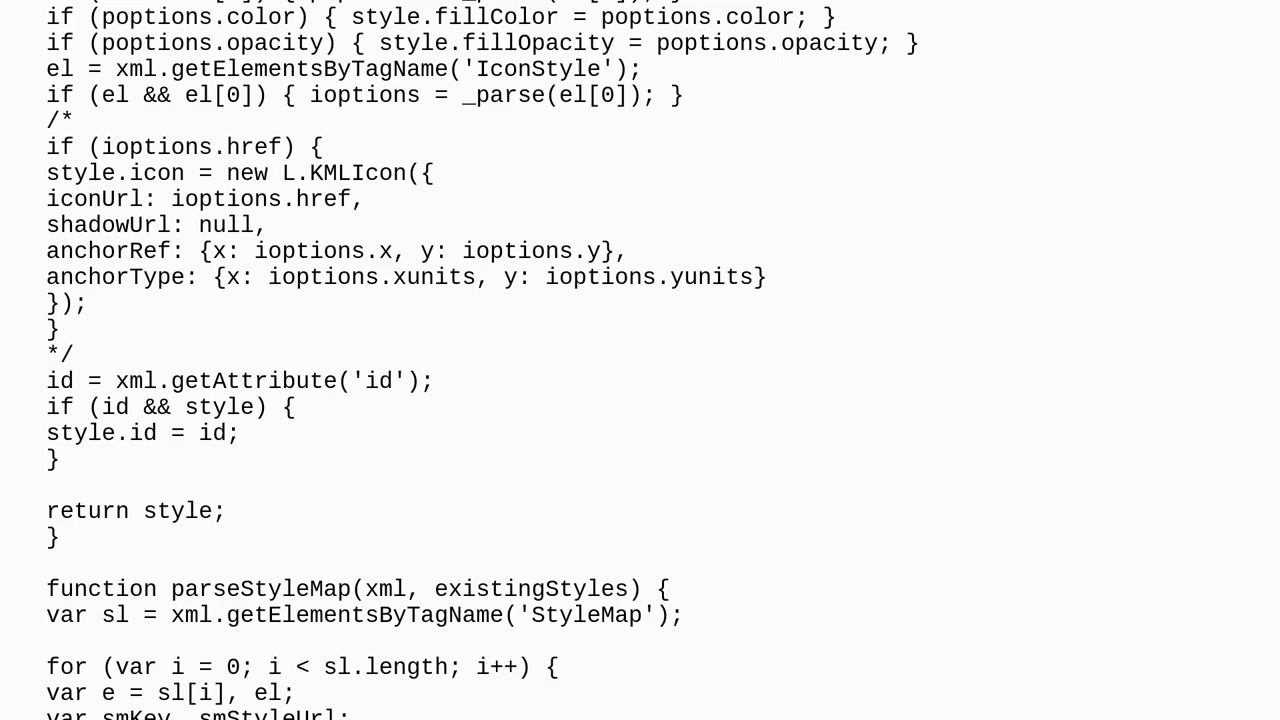 if (poptions.color) { style.fillColor = poptions.color; }
if (poptions.opacity) { style.fillOpacity = poptions.opacity; }
el = xml.getElementsByTagName('IconStyle');
if (el && el[0]) { ioptions = _parse(el[0]); }
/*
if (ioptions.href) {
style.icon = new L.KMLIcon({
iconUrl: ioptions.href,
shadowUrl: null,
anchorRef: {x: ioptions.x, y: ioptions.y},
anchorType: {x: ioptions.xunits, y: ioptions.yunits}
});
}
*/
id = xml.getAttribute('id');
if (id && style) {
style.id = id;
}

return style;
}

function parseStyleMap(xml, existingStyles) {
var sl = xml.getElementsByTagName('StyleMap');

for (var i = 0; i < sl.length; i++) {
var e = sl[i], el;
var smKey, smStyleUrl;